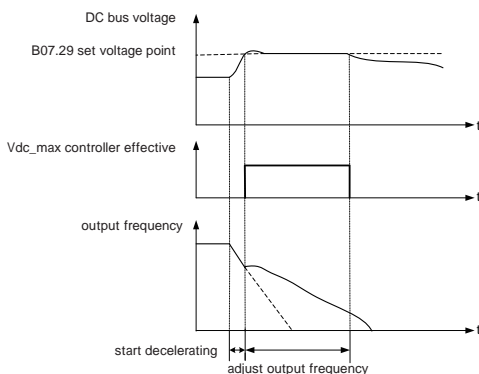 DC bus voltage
B07.29 set voltage point
t
Vdc_max controller effective
t
output frequency
t
start decelerating
adjust output frequency